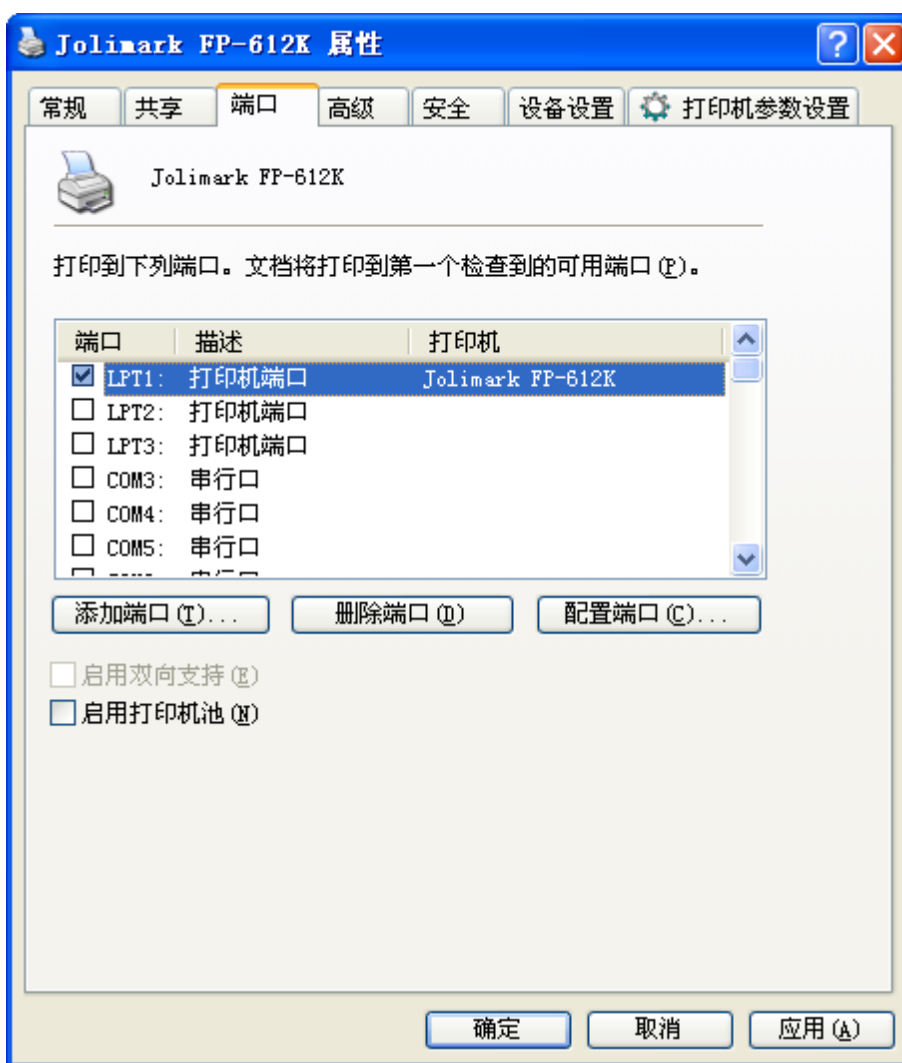 Jolimark FP-612K 属性
常规 共享 端口 高级 安全 设备设置 打印机参数设置
Jolimark FP-612K
打印到下列端口。文档将打印到第一个检查到的可用端口(P)。
端口 描述 打印机
LPT1: 打印机端口 Jolimark FP-612K
LPT2: 打印机端口
LPT3: 打印机端口
COM3: 串行口
COM4: 串行口
COM5: 串行口
添加端口(T)... 删除端口(D) 配置端口(C)...
启用双向支持(E)
启用打印机池(N)
确定 取消 应用(A)